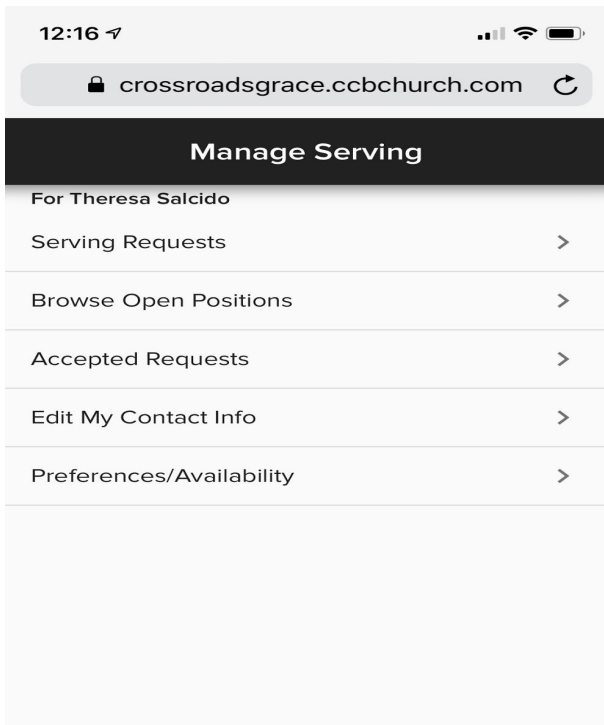 12:16
crossroadsgrace.ccbchurch.com
Manage Serving
For Theresa Salcido
Serving Requests
Browse Open Positions
Accepted Requests
Edit My Contact Info
Preferences/Availability